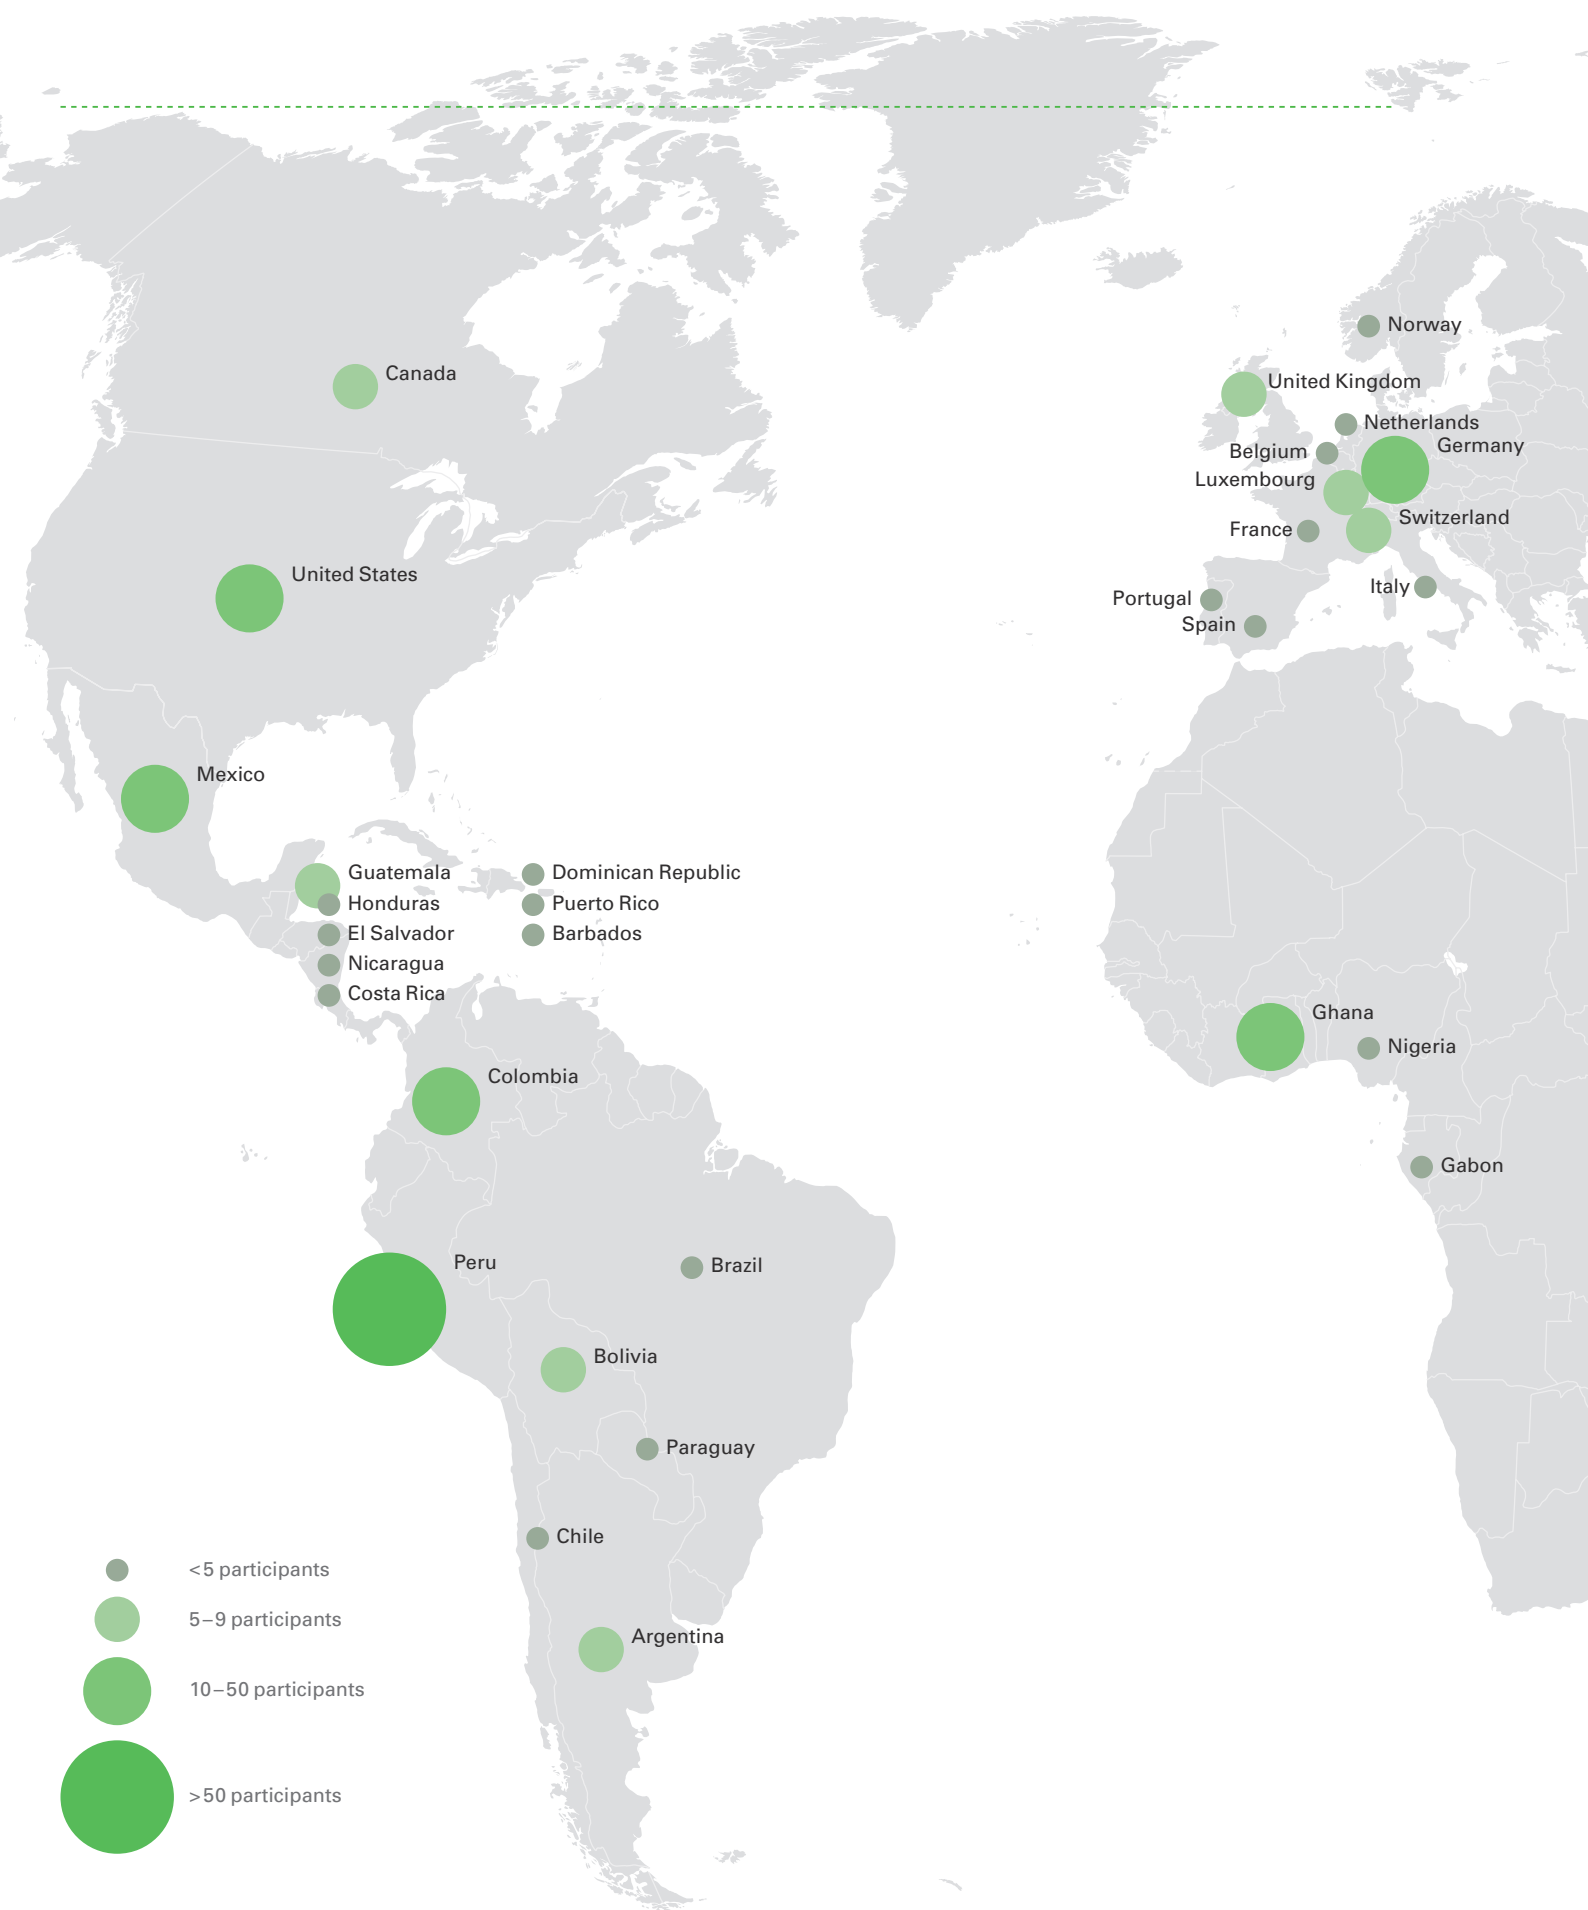 Norway
Canada
United Kingdom
Netherlands
Germany
Belgium
Luxembourg
Switzerland
France
United States
Italy
Portugal
Spain
Mexico
Guatemala
Dominican Republic
Honduras
Puerto Rico
El Salvador
Barbados
Nicaragua
Costa Rica
Ghana
Nigeria
Colombia
Gabon
Peru
Brazil
Bolivia
Paraguay
Chile
<5 participants
5–9 participants
Argentina
10–50 participants
>50 participants